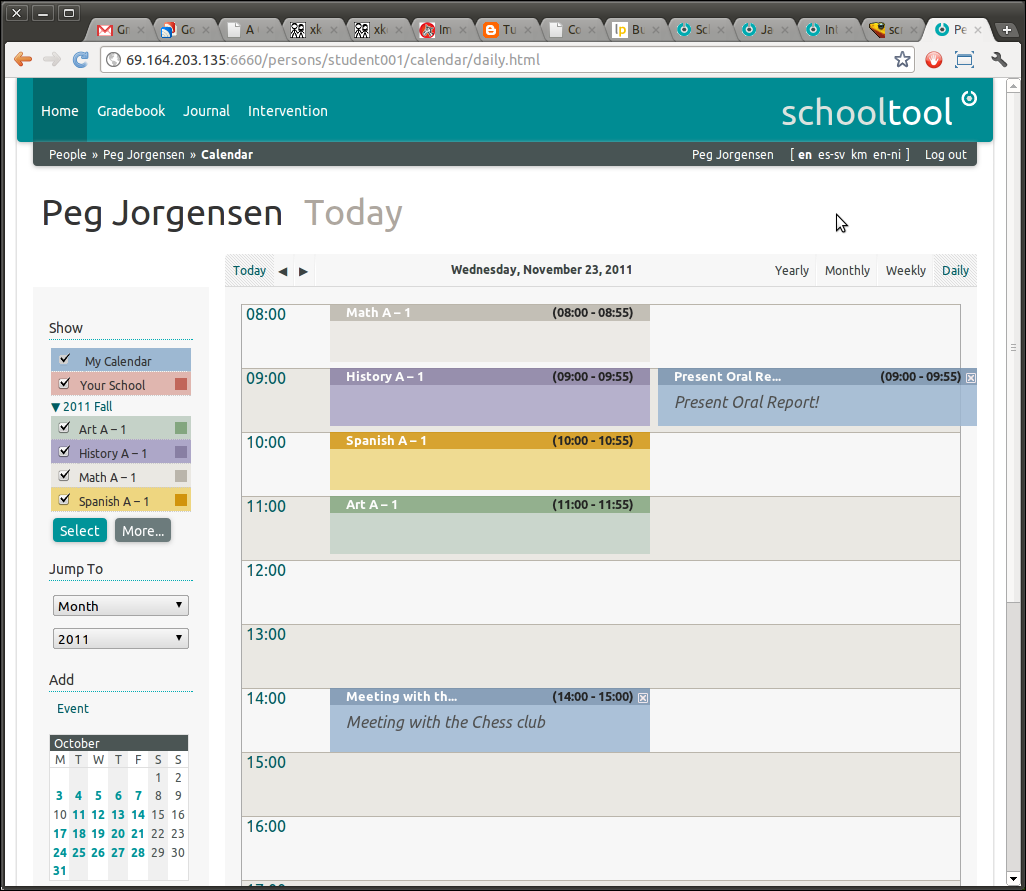 Gr
Go
A
xk
xk
Im
Tu
Co
lp Bu
Sci
Ja
Int
scr
Pe
69.164.203.135:6660/persons/student001/calendar/daily.html
Home Gradebook Journal Intervention
schooltool
People » Peg Jorgensen » Calendar Peg Jorgensen [ en es-sv km en-ni ] Log out
Peg Jorgensen Today
Today ◀ ▶ Wednesday, November 23, 2011 Yearly Monthly Weekly Daily
Show
My Calendar
Your School
▼ 2011 Fall
Art A – 1
History A – 1
Math A – 1
Spanish A – 1
Select More...
Jump To
Month
2011
Add
Event
October
M T W T F S S
1 2
3 4 5 6 7 8 9
10 11 12 13 14 15 16
17 18 19 20 21 22 23
24 25 26 27 28 29 30
31
08:00 Math A – 1 (08:00 - 08:55)
09:00 History A – 1 (09:00 - 09:55) Present Oral Re... (09:00 - 09:55)
Present Oral Report!
10:00 Spanish A – 1 (10:00 - 10:55)
11:00 Art A – 1 (11:00 - 11:55)
12:00
13:00
14:00 Meeting with th... (14:00 - 15:00)
Meeting with the Chess club
15:00
16:00
17:00